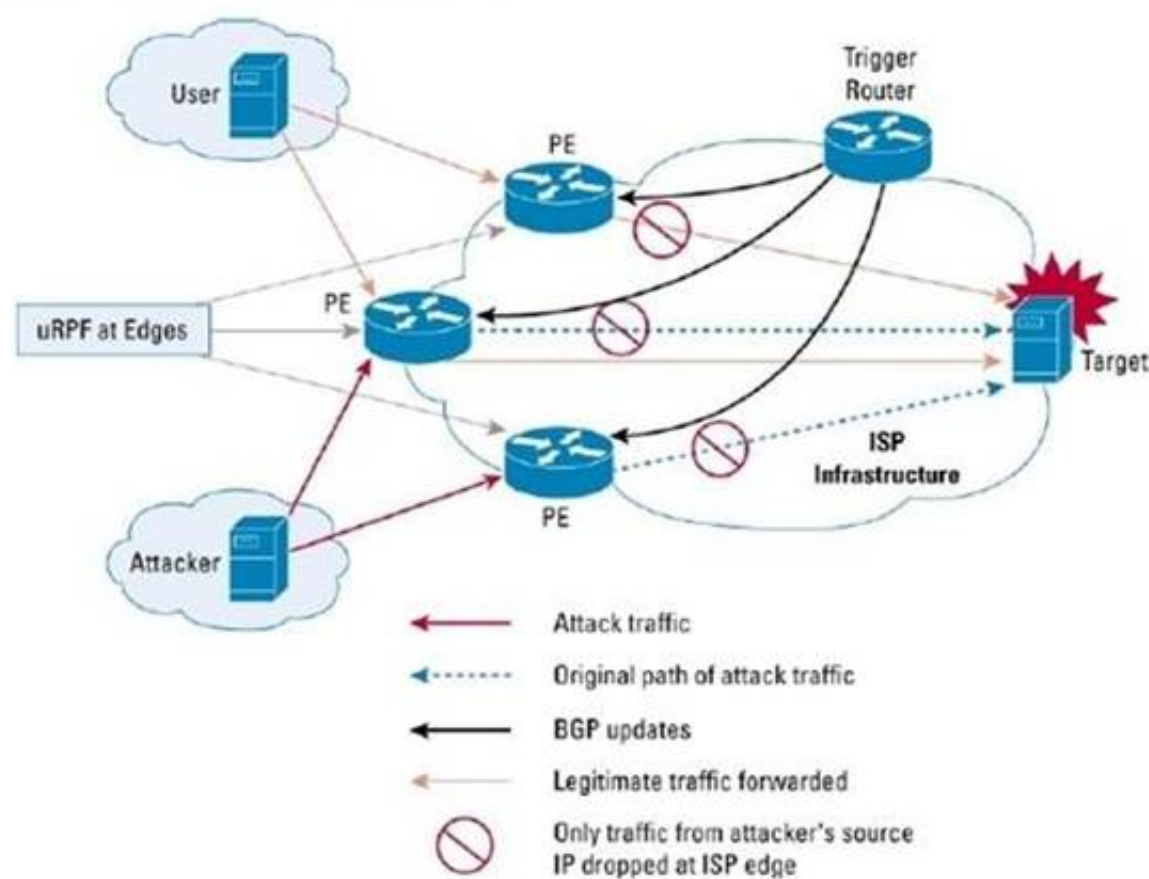 User
Trigger
Router
PE
PE
uRPF at Edges
Target
ISP
Infrastructure
PE
Attacker
Attack traffic
Original path of attack traffic
BGP updates
Legitimate traffic forwarded
Only traffic from attacker's source
IP dropped at ISP edge